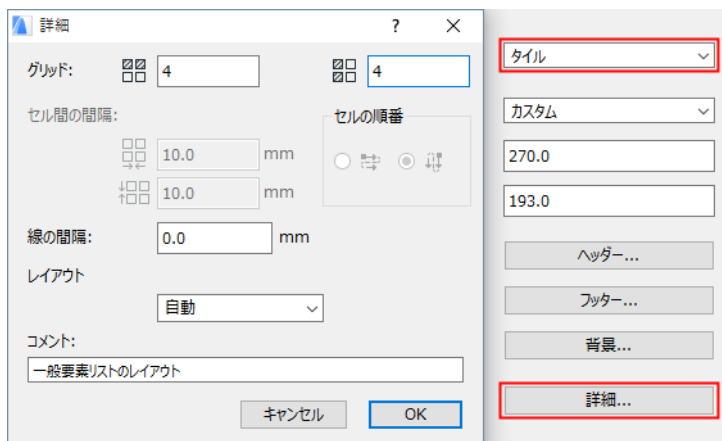 詳細
グリッド: 4 4
セル間の間隔:
セルの順番
10.0 mm
10.0 mm
線の間隔: 0.0 mm
レイアウト
自動
コメント:
一般要素リストのレイアウト
キャンセル OK
タイル
カスタム
270.0
193.0
ヘッダー...
フッター...
背景...
詳細...